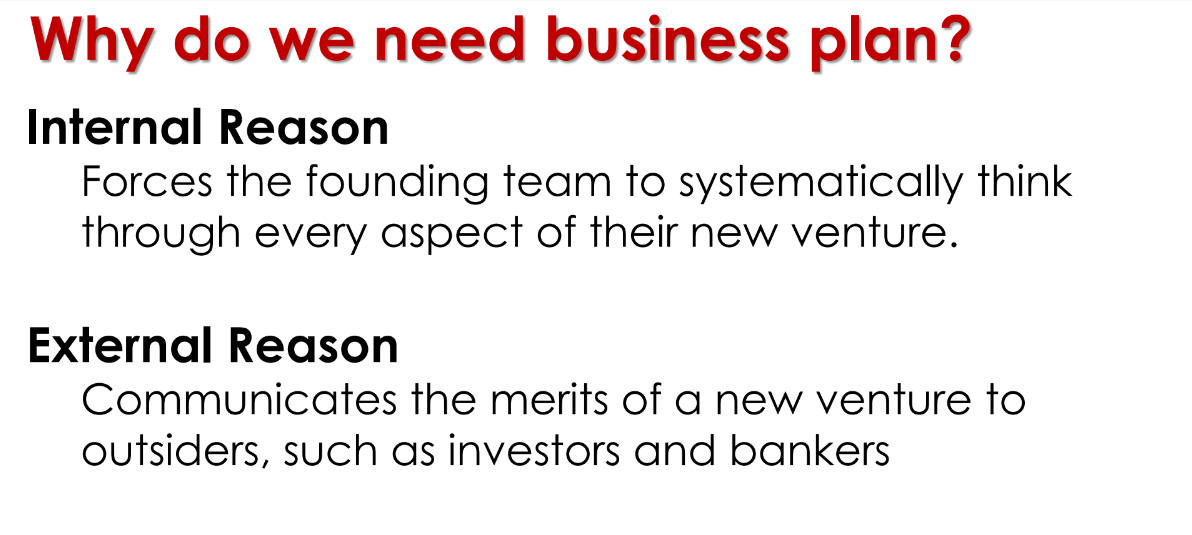 Why do we need business plan?
Internal Reason
Forces the founding team to systematically think
through every aspect of their new venture.
External Reason
Communicates the merits of a new venture to
outsiders, such as investors and bankers